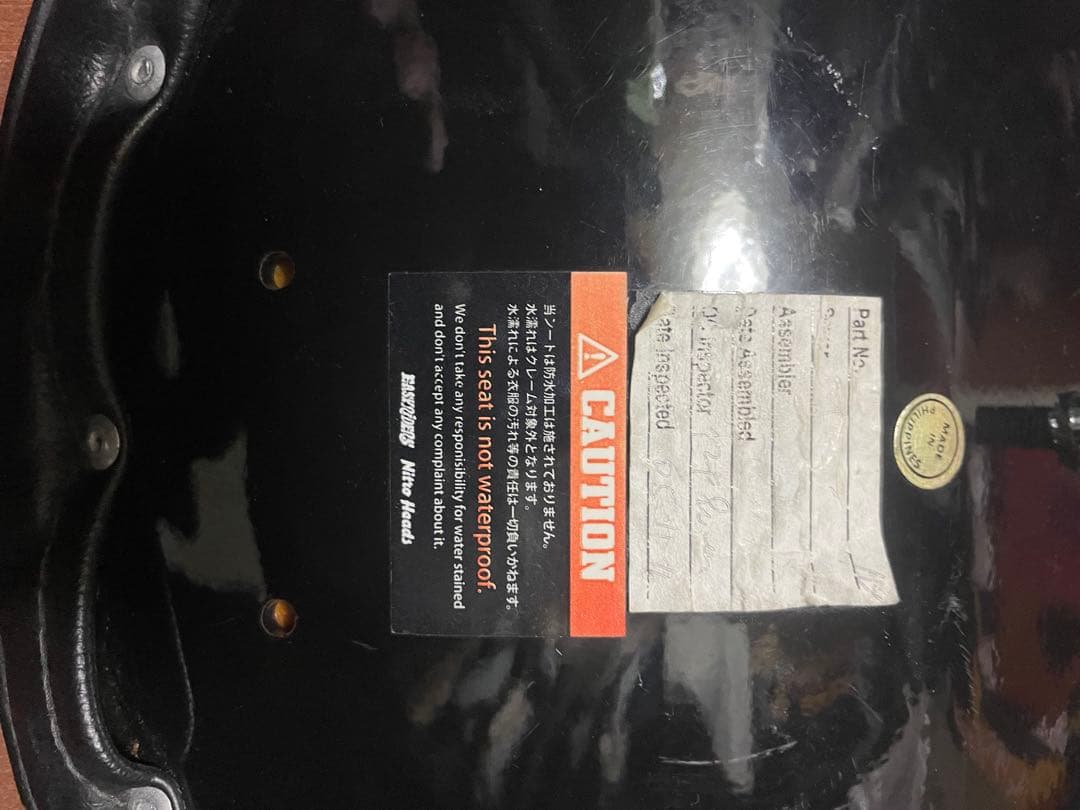 MADE
IN
PHILIPPINES
Part No.
Assembler
Date Assembled
Inspector
Date Inspected
CAUTION
当シートは防水加工は施されておりません。
水濡れはクレーム対象外となります。
水濡れによる衣服の汚れ等の責任は一切負いかねます。
This seat is not waterproof.
We don't take any responisibility for water stained
and don't accept any complaint about it.
EASYRIDERS Nitro Heads